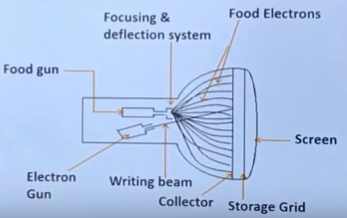 Focusing &
deflection system
Food Electrons
Food gun
Screen
Electron
Gun
Writing beam
Collector
Storage Grid